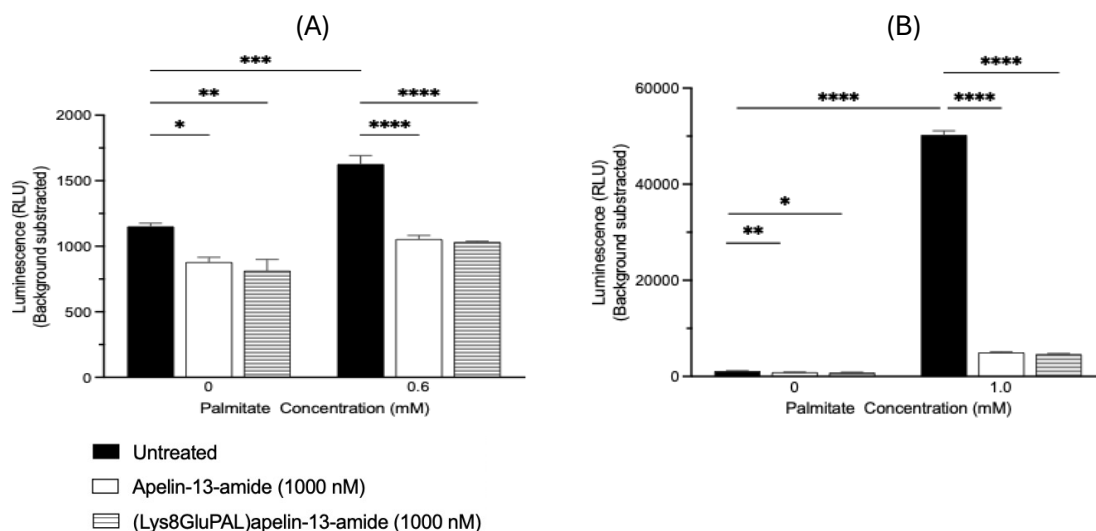 (A)
***
**
****
*
****
2000
1500
1000
500
0
Luminescence (RLU)
(Background substracted)
0
0.6
Palmitate Concentration (mM)
(B)
****
****
****
*
**
60000
40000
20000
0
Luminescence (RLU)
(Background substracted)
0
1.0
Palmitate Concentration (mM)
Untreated
Apelin-13-amide (1000 nM)
(Lys8GluPAL)apelin-13-amide (1000 nM)